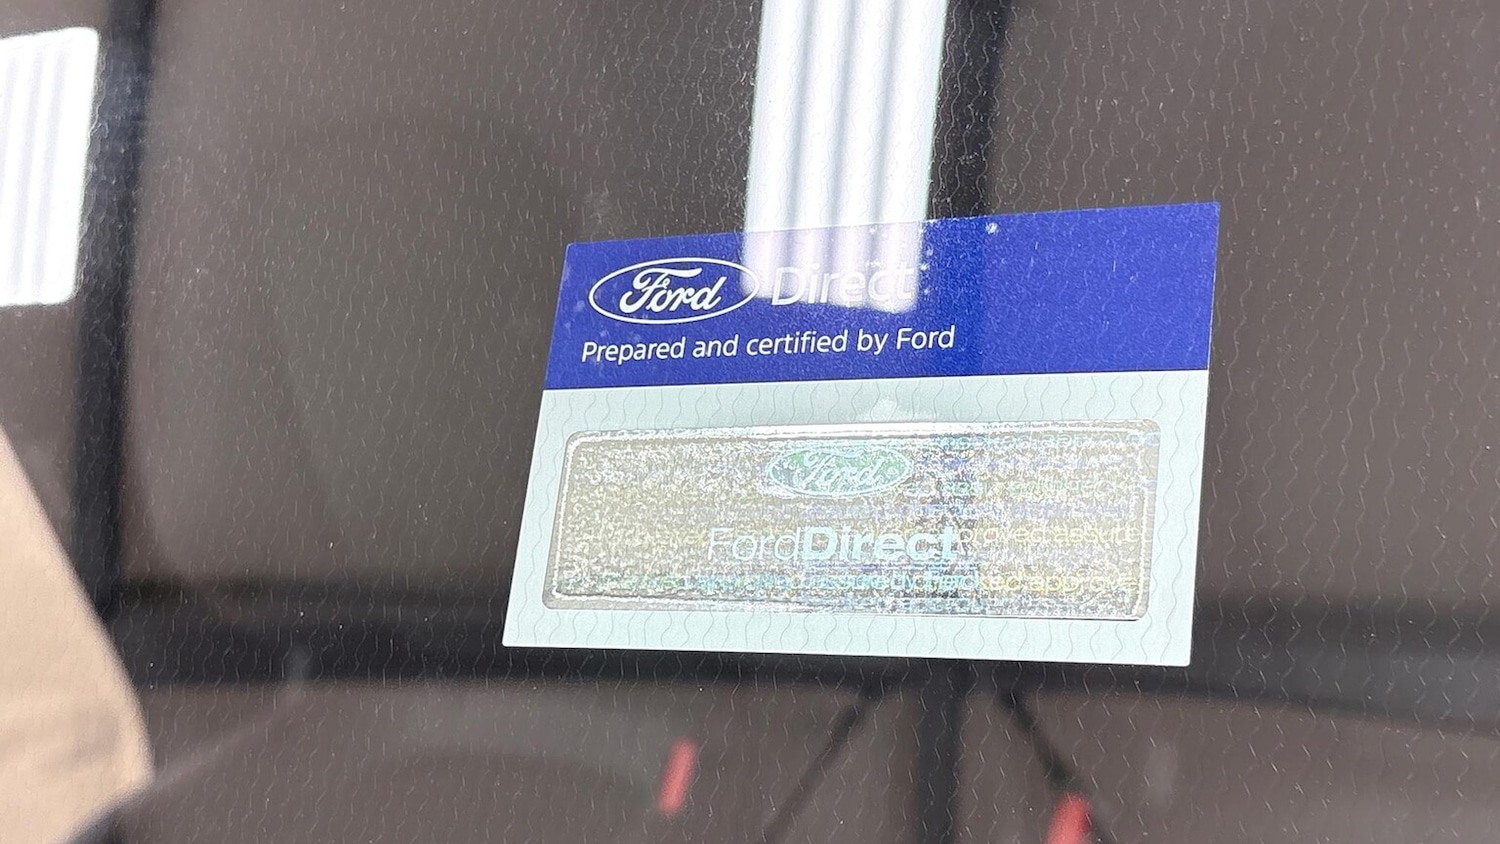 Ford Direct
Prepared and certified by Ford
Ford
FordDirect